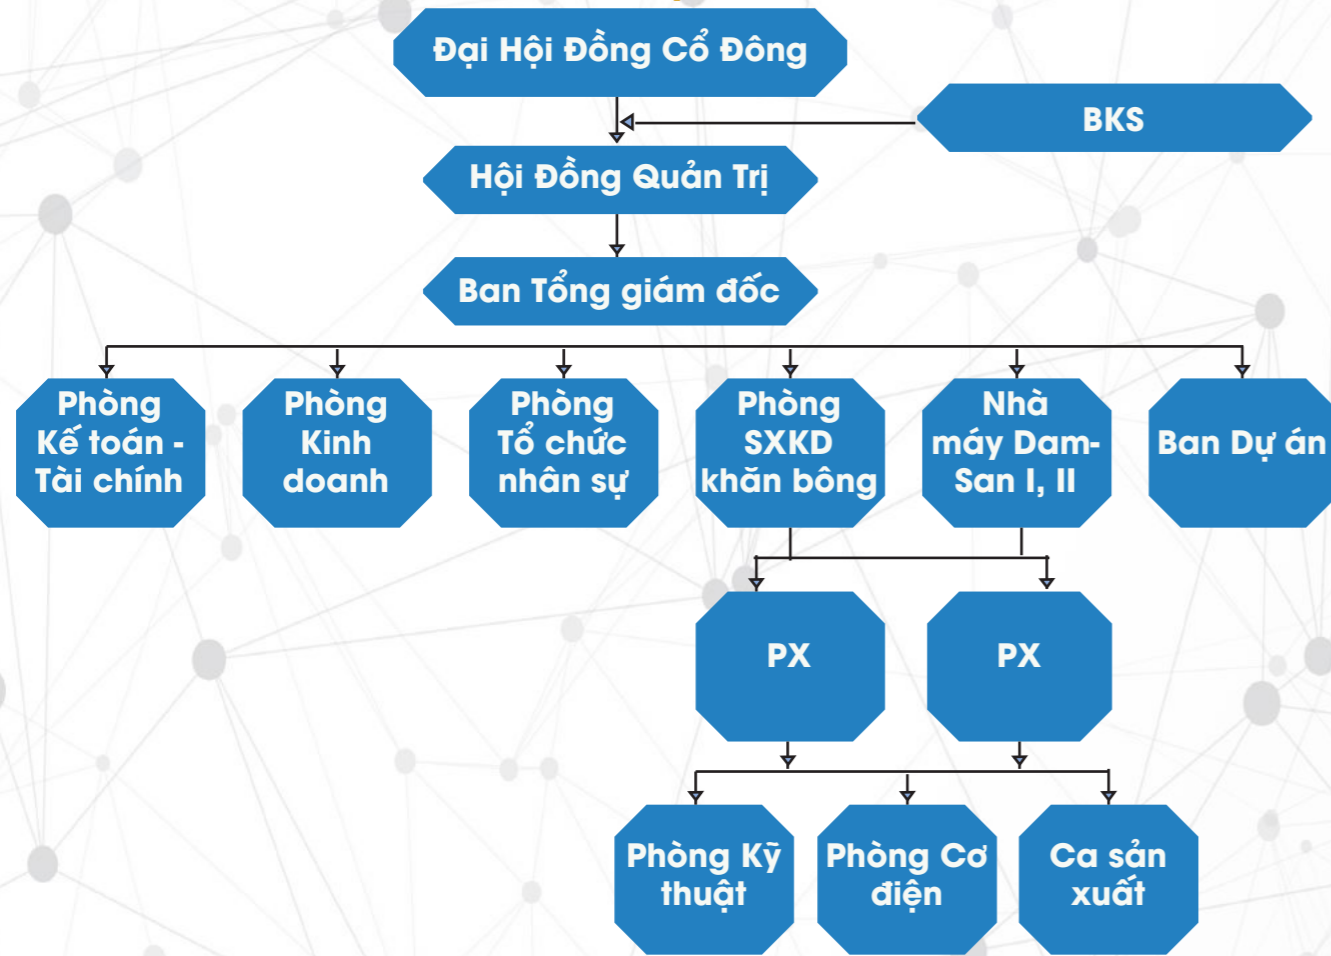 Đại Hội Đồng Cổ Đông
BKS
Hội Đồng Quản Trị
Ban Tổng giám đốc
Phòng
Kế toán -
Tài chính
Phòng
Kinh
doanh
Phòng
Tổ chức
nhân sự
Phòng
SXKD
khăn bông
Nhà
máy Dam-
San I, II
Ban Dự án
PX
PX
Phòng Kỹ
thuật
Phòng Cơ
điện
Ca sản
xuất